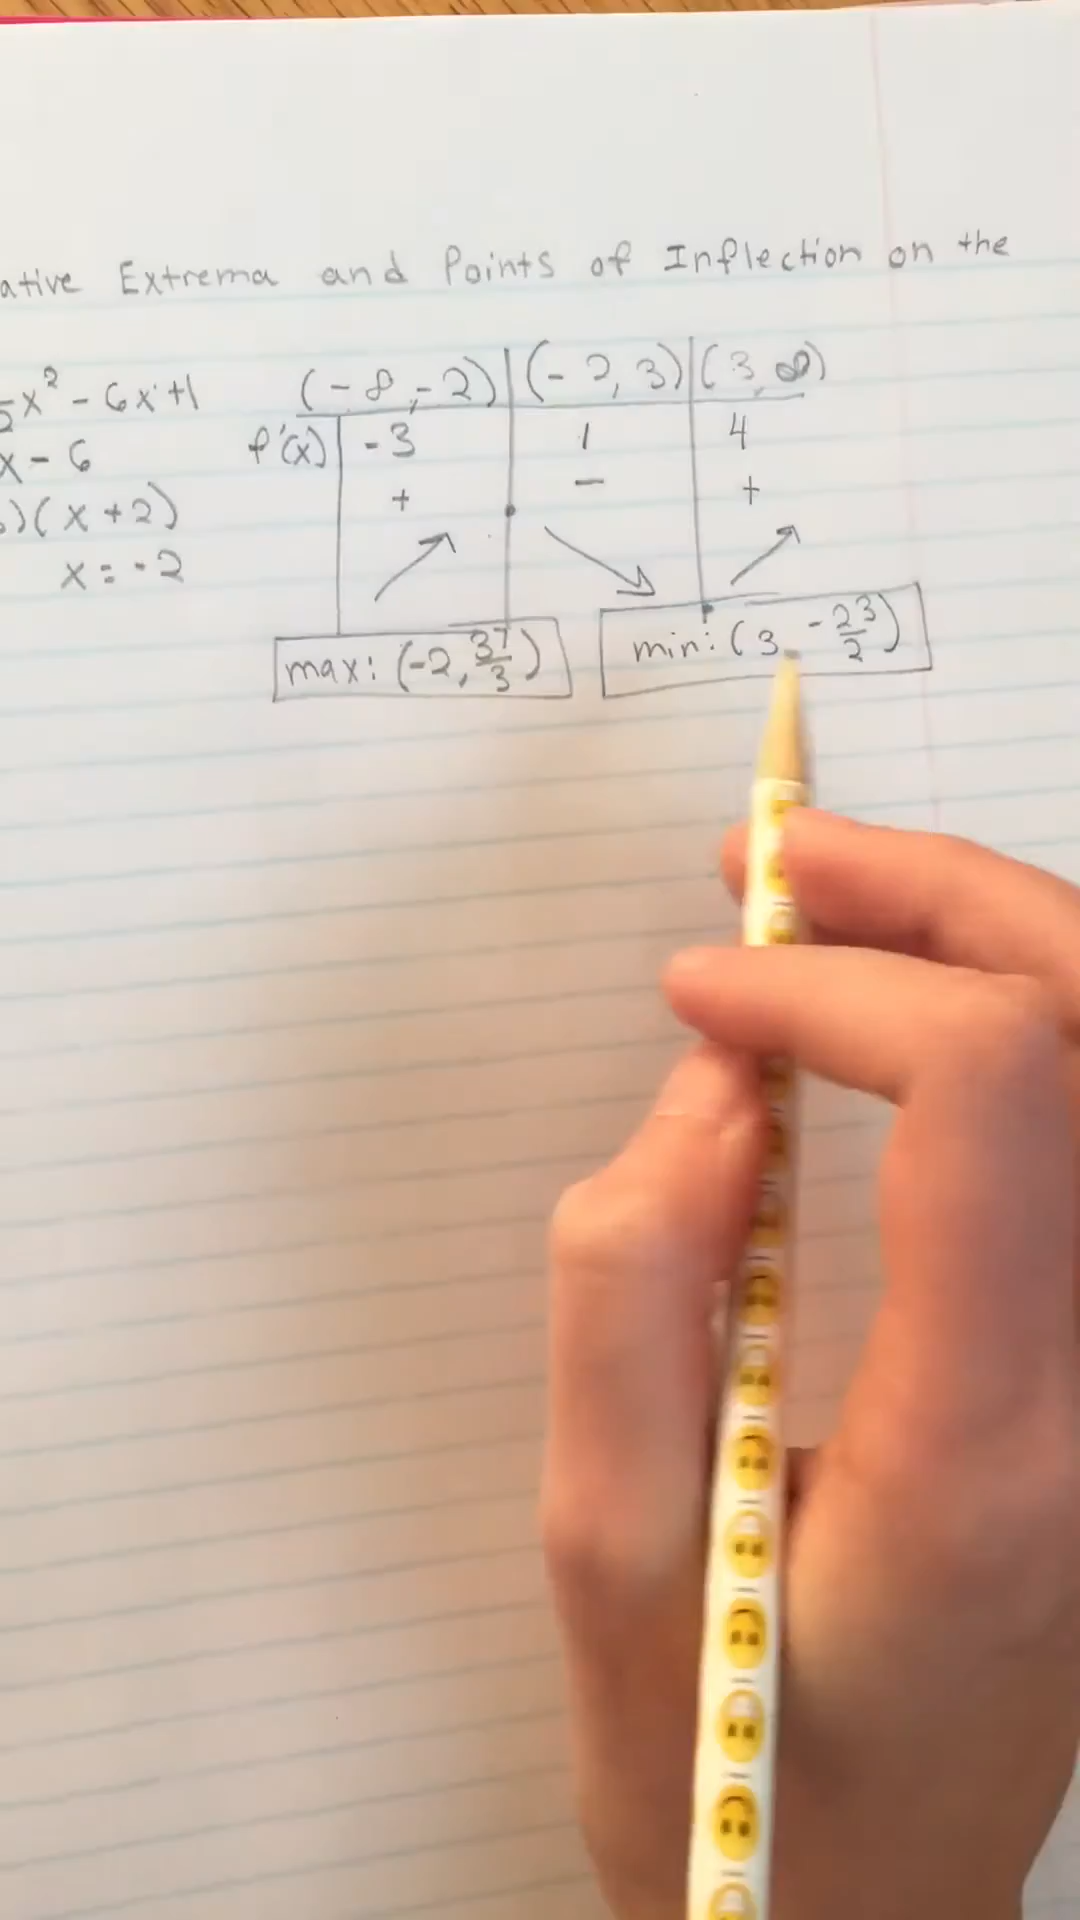 ative Extrema and Points of Inflection on the
5x² - 6x+1
x - 6
)(x+2)
x = -2
(-∞,-2) | (-2, 3) | (3, ∞)
f'(x) | -3 | 1 | 4
+ - +
max: (-2, 37/3)
min: (3, -23/2)